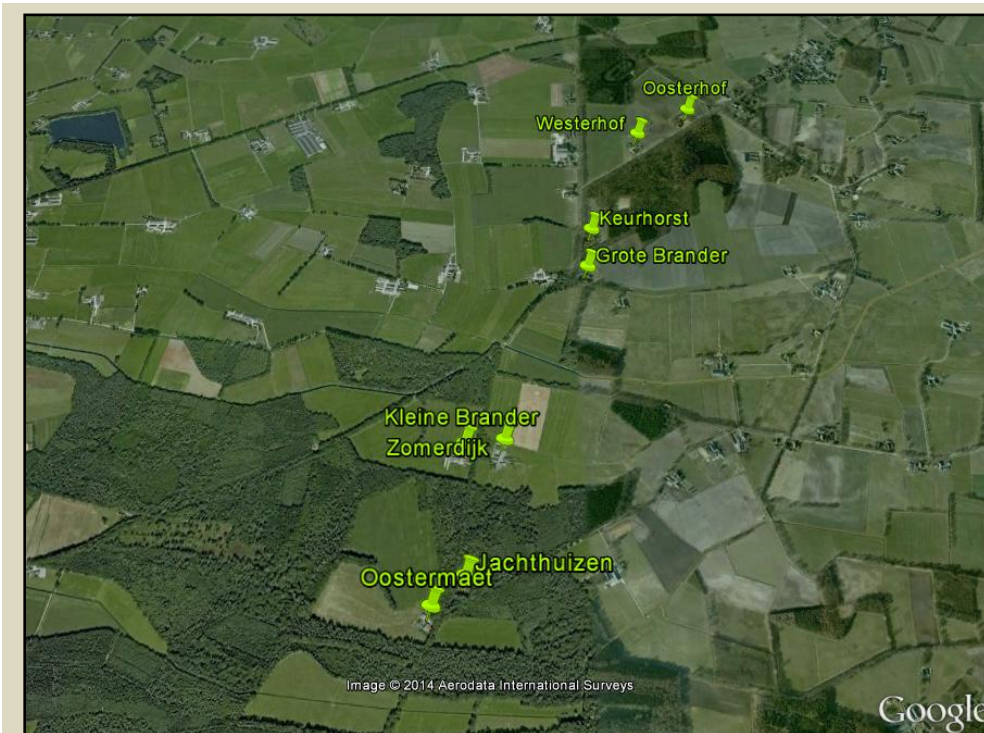 Oosterhof
Westerhof
Keurhorst
Grote Brander
Kleine Brander
Zomerdijk
Jachthuizen
Oostermaet
Image © 2014 Aerodata International Surveys
Google